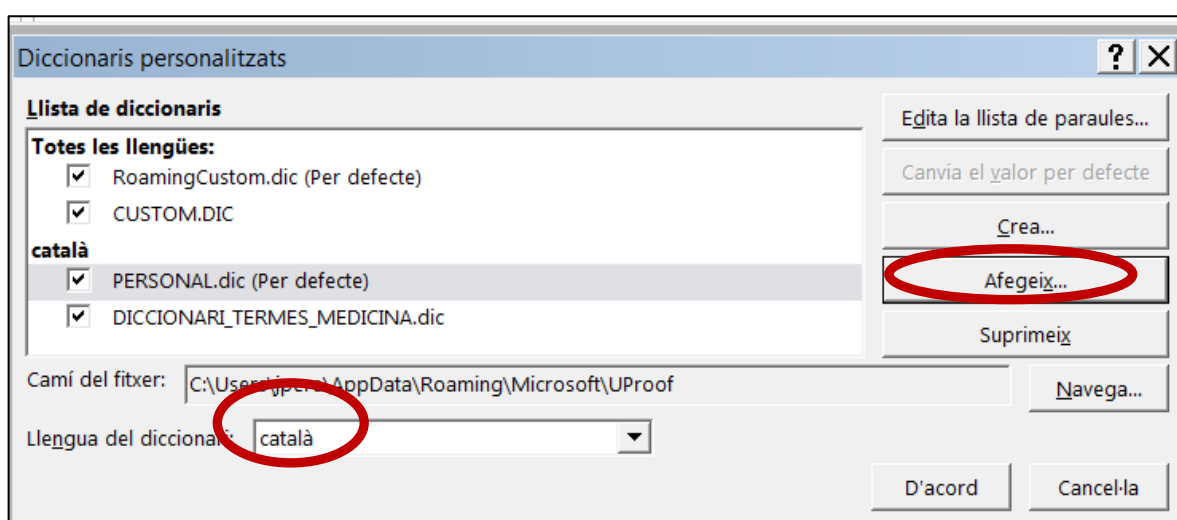 Diccionaris personalitzats
Llista de diccionaris
Totes les llengües:
RoamingCustom.dic (Per defecte)
CUSTOM.DIC
català
PERSONAL.dic (Per defecte)
DICCIONARI_TERMES_MEDICINA.dic
Edita la llista de paraules...
Canvia el valor per defecte
Crea...
Afegeix...
Suprimeix
Camí del fitxer: C:\Users\jpere\AppData\Roaming\Microsoft\UProof
Navega...
Llengua del diccionari: català
D'acord
Cancel·la